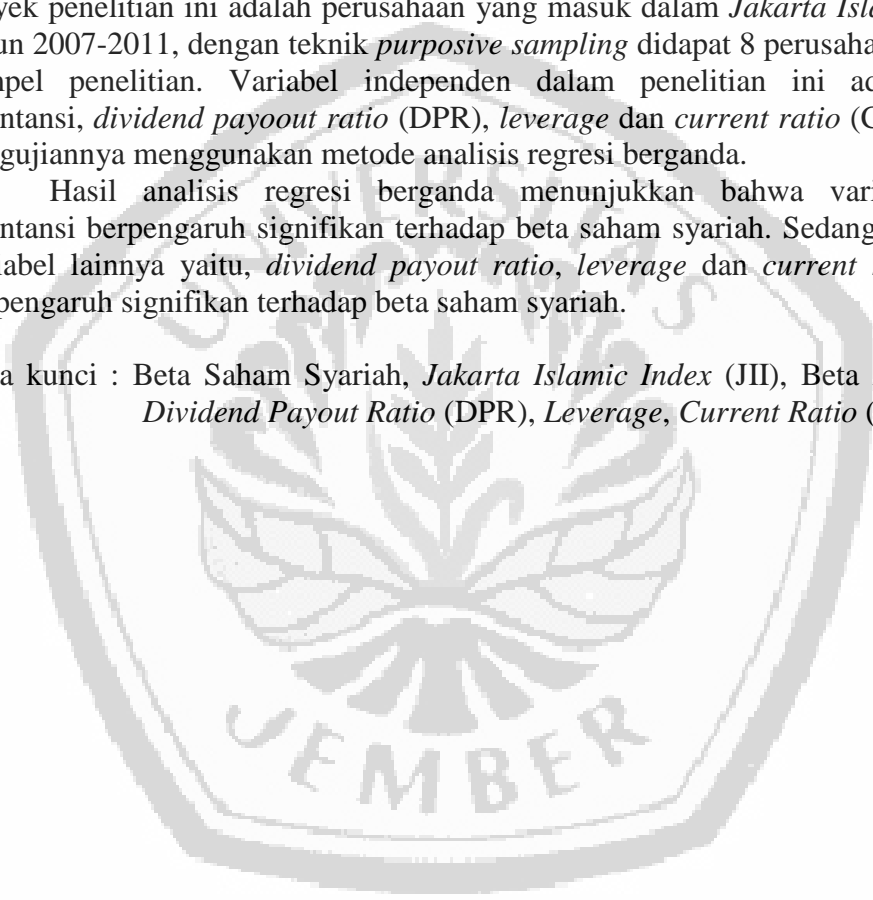 yek penelitian ini adalah perusahaan yang masuk dalam Jakarta Isla
un 2007-2011, dengan teknik purposive sampling didapat 8 perusaha
mpel penelitian. Variabel independen dalam penelitian ini ad
ntansi, dividend payoout ratio (DPR), leverage dan current ratio (C
gujiannya menggunakan metode analisis regresi berganda.
Hasil analisis regresi berganda menunjukkan bahwa vari
ntansi berpengaruh signifikan terhadap beta saham syariah. Sedang
iabel lainnya yaitu, dividend payout ratio, leverage dan current
pengaruh signifikan terhadap beta saham syariah.
a kunci : Beta Saham Syariah, Jakarta Islamic Index (JII), Beta
Dividend Payout Ratio (DPR), Leverage, Current Ratio (
UNIVERSITAS
JEMBER